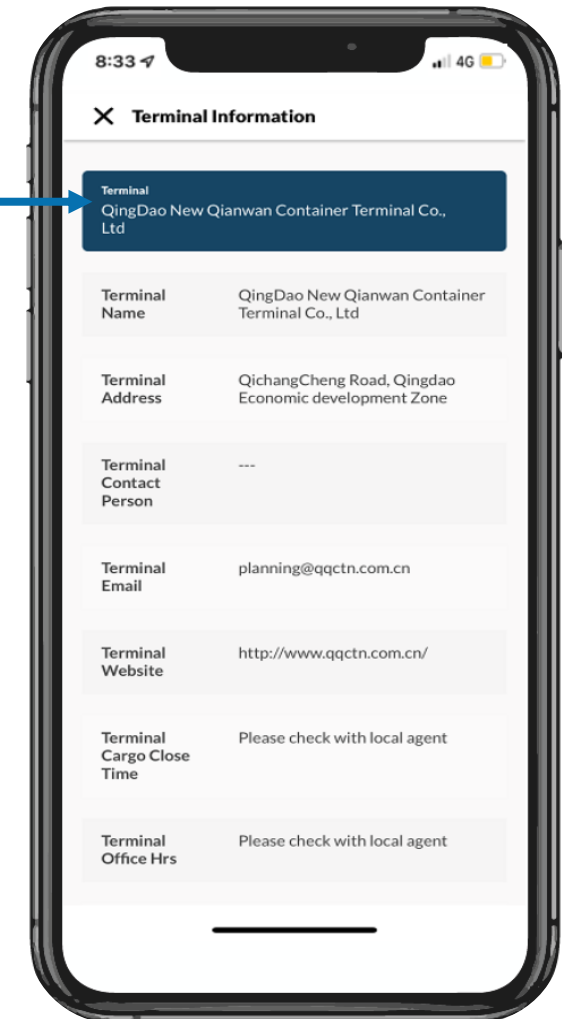 8:33
4G
Terminal Information
Terminal
QingDao New Qianwan Container Terminal Co.,
Ltd
Terminal
Name
QingDao New Qianwan Container
Terminal Co., Ltd
Terminal
Address
QichangCheng Road, Qingdao
Economic development Zone
Terminal
Contact
Person
---
Terminal
Email
planning@qqctn.com.cn
Terminal
Website
http://www.qqctn.com.cn/
Terminal
Cargo Close
Time
Please check with local agent
Terminal
Office Hrs
Please check with local agent